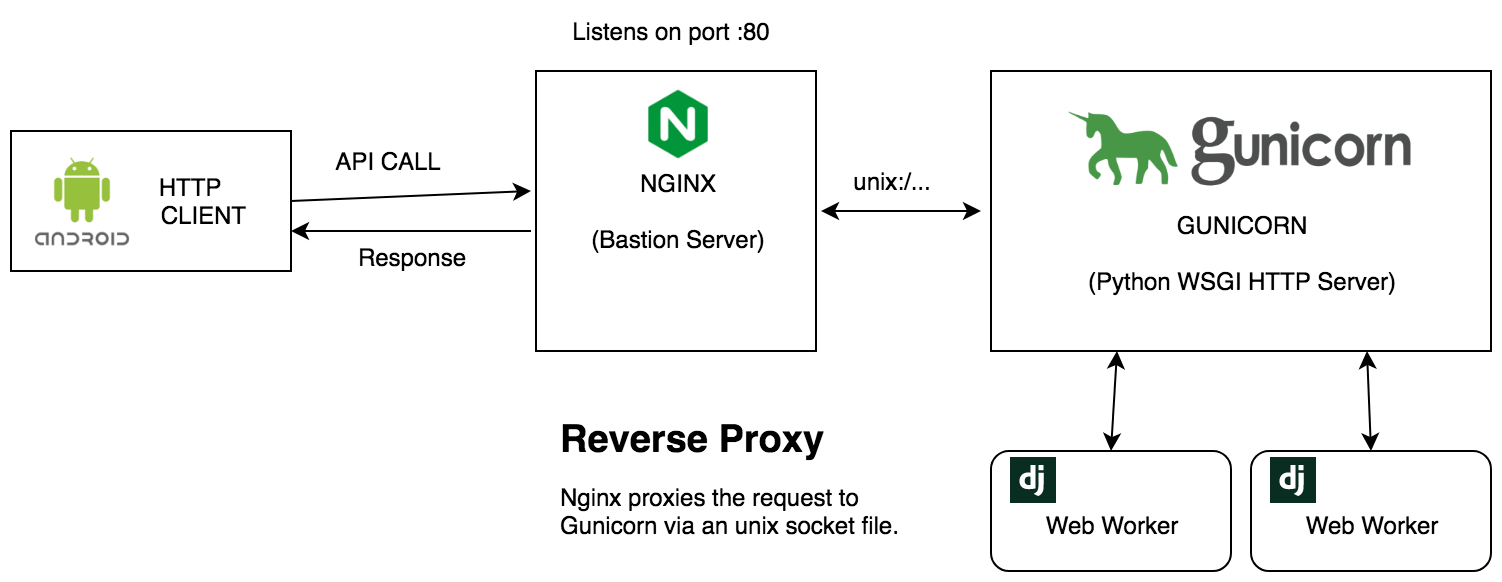 Listens on port :80
ANDROID
HTTP
CLIENT
API CALL
Response
N
NGINX
(Bastion Server)
unix:/...
gunicorn
GUNICORN
(Python WSGI HTTP Server)
Reverse Proxy
Nginx proxies the request to
Gunicorn via an unix socket file.
dj
Web Worker
dj
Web Worker